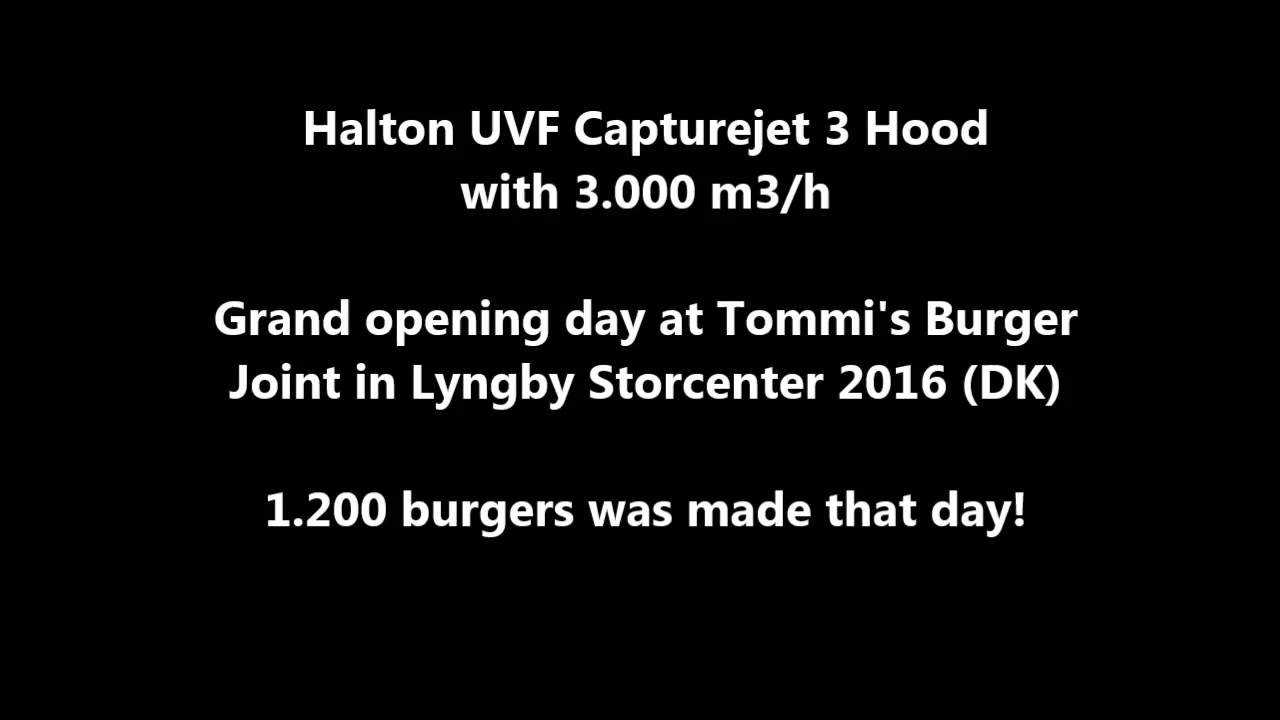 Halton UVF Capturejet 3 Hood
with 3.000 m3/h
Grand opening day at Tommi's Burger
Joint in Lyngby Storcenter 2016 (DK)
1.200 burgers was made that day!